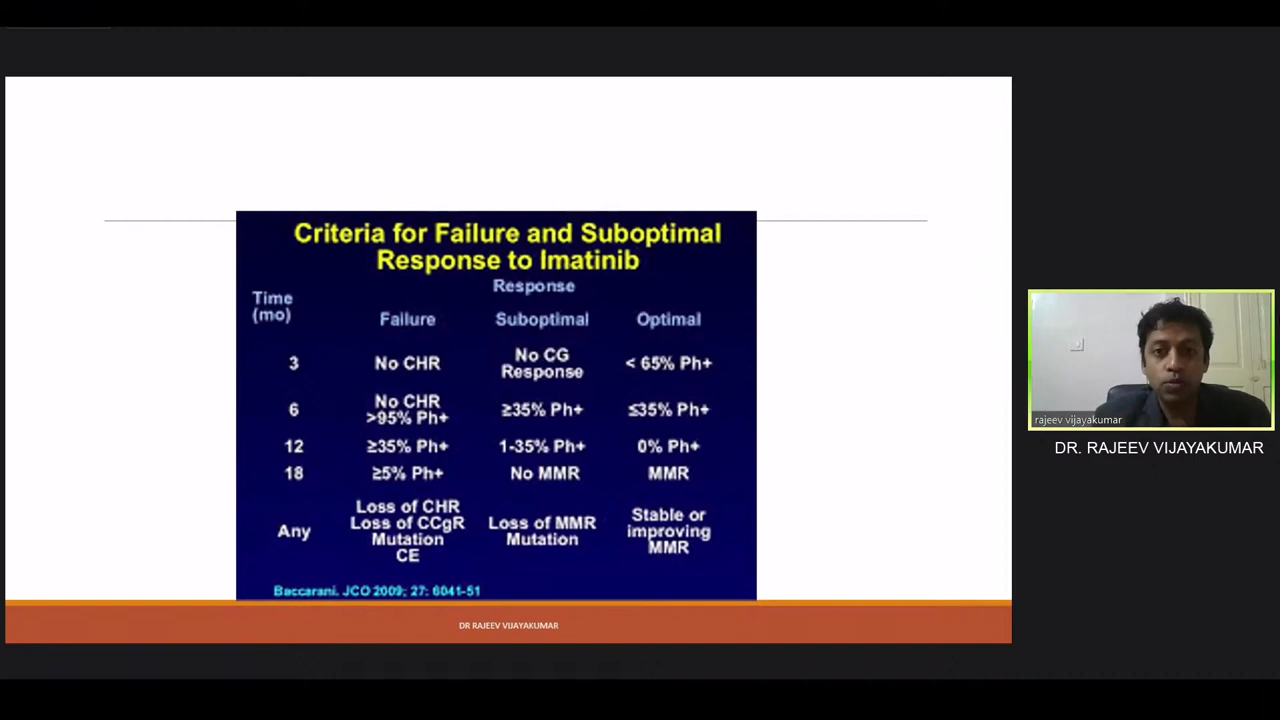 Criteria for Failure and Suboptimal
Response to Imatinib
Response
Time
(mo)
Failure Suboptimal Optimal
3 No CHR No CG Response < 65% Ph+
6 No CHR >95% Ph+ ≥35% Ph+ ≤35% Ph+
12 ≥35% Ph+ 1-35% Ph+ 0% Ph+
18 ≥5% Ph+ No MMR MMR
Any Loss of CHR Loss of CCgR Mutation CE Loss of MMR Mutation Stable or improving MMR
Baccarani. JCO 2009; 27: 6041-51
DR RAJEEV VIJAYKUMAR
rajeev vijayakumar
DR. RAJEEV VIJAYAKUMAR